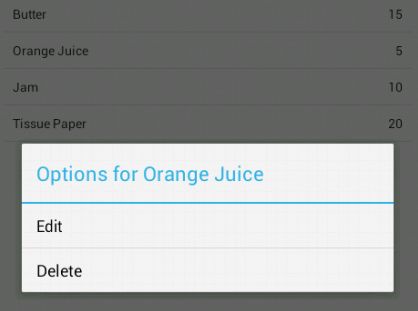 Butter 15
Orange Juice 5
Jam 10
Tissue Paper 20
Options for Orange Juice
Edit
Delete